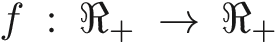 f : ℜ₊ → ℜ₊